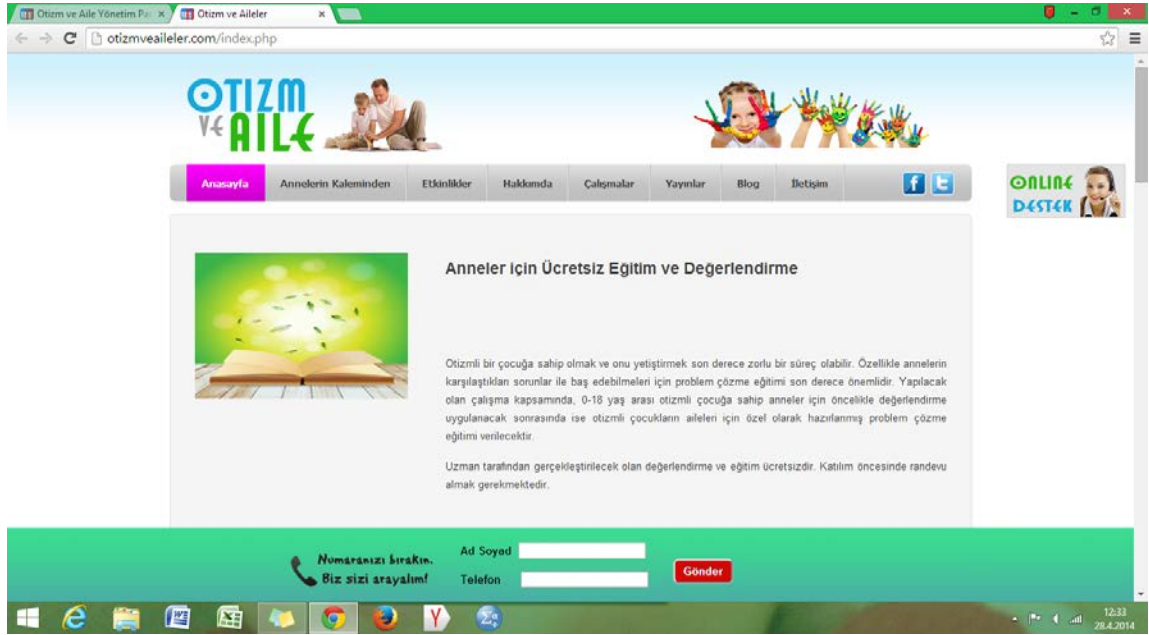 Otizm ve Aile Yönetim Pa
Otizm ve Aileler
otizmveaileler.com/index.php
OTIZM
VE AILE
Anasayfa Annelerin Kaleminden Etkinlikler Hakkımda Çalışmalar Yayınlar Blog İletişim
ONLINE
DESTEK
Anneler için Ücretsiz Eğitim ve Değerlendirme
Otizmli bir çocuğa sahip olmak ve onu yetiştirmek son derece zorlu bir süreç olabilir. Özellikle annelerin
karşılaştıkları sorunlar ile baş edebilmeleri için problem çözme eğitimi son derece önemlidir. Yapılacak
olan çalışma kapsamında, 0-18 yaş arası otizmli çocuğa sahip anneler için öncelikle değerlendirme
uygulanacak sonrasında ise otizmli çocukların aileleri için özel olarak hazırlanmış problem çözme
eğitimi verilecektir.
Uzman tarafından gerçekleştirilecek olan değerlendirme ve eğitim ücretsizdir. Katılım öncesinde randevu
almak gerekmektedir.
Numaranızı bırakın.
Biz sizi arayalım!
Ad Soyad
Telefon
Gönder
12:33
28.4.2014